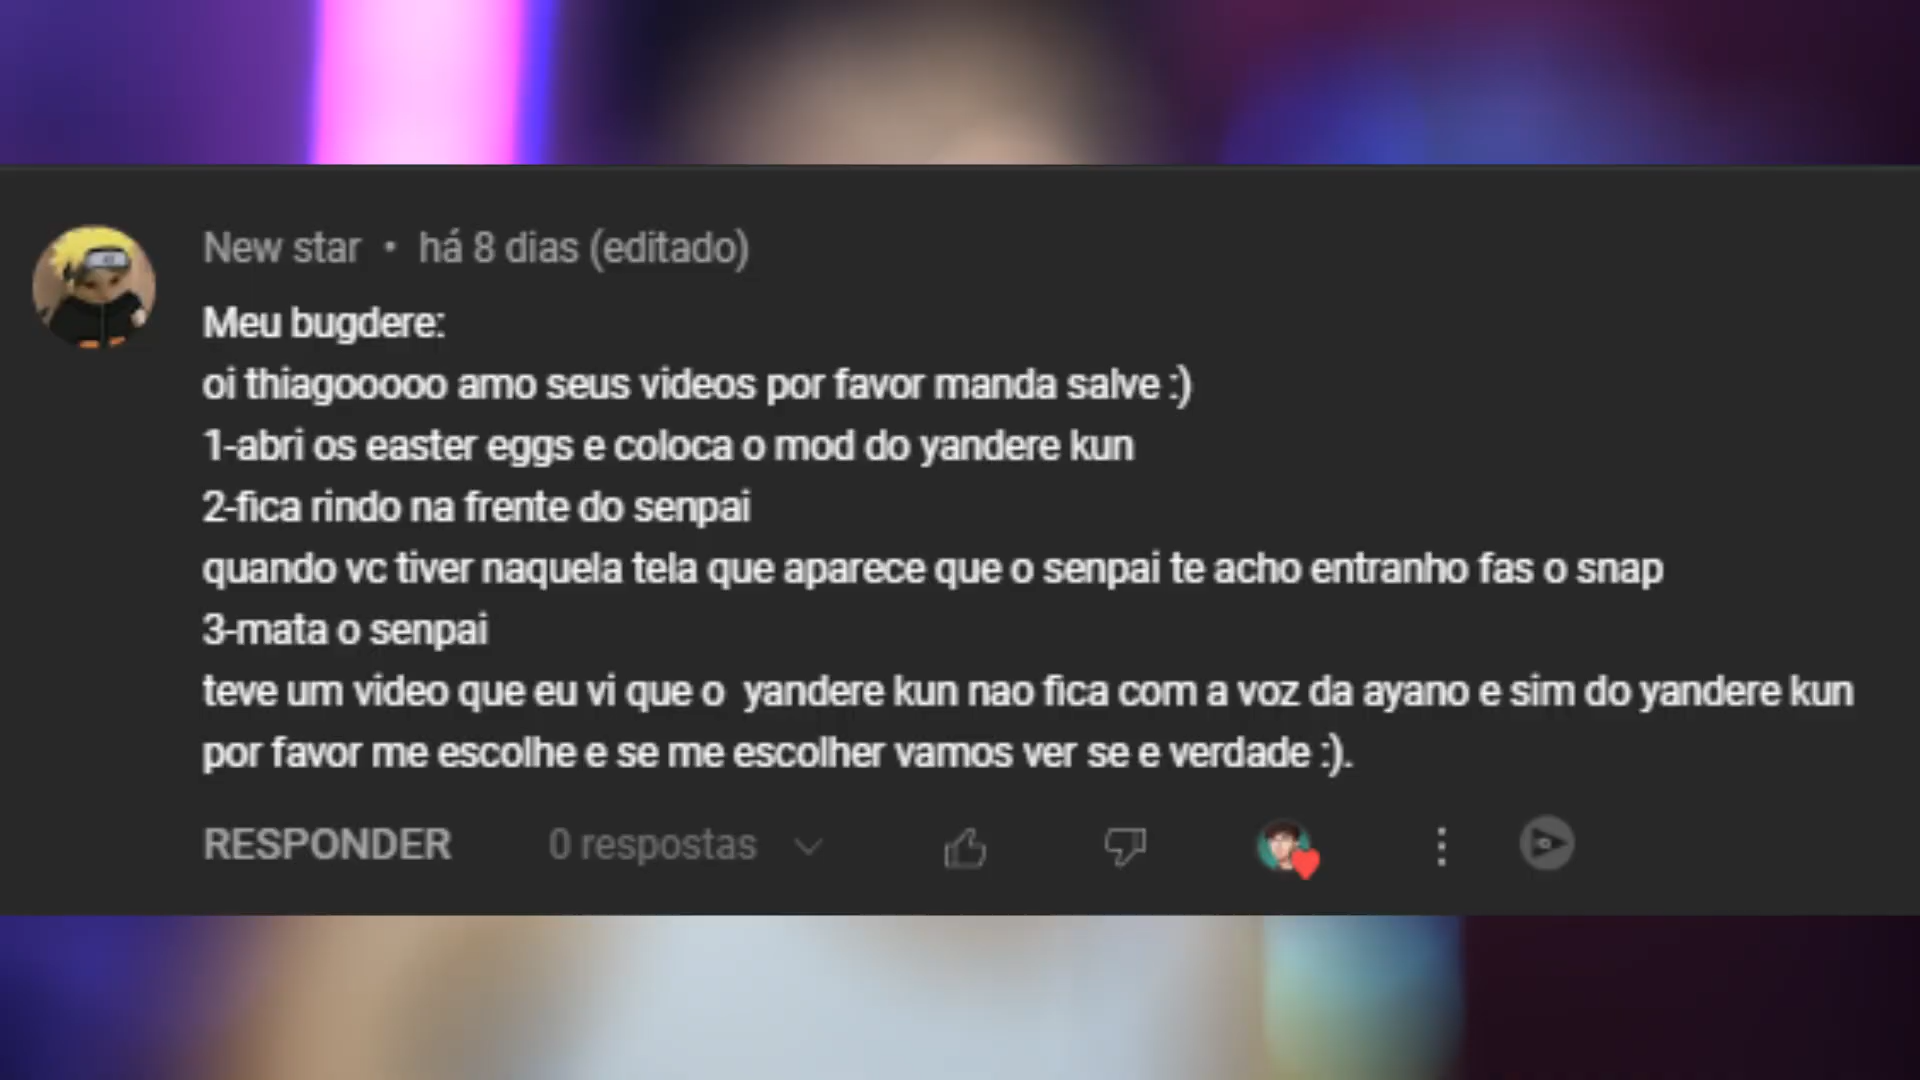 New star • há 8 dias (editado)
Meu bugdere:
oi thiagooooo amo seus videos por favor manda salve :)
1-abri os easter eggs e coloca o mod do yandere kun
2-fica rindo na frente do senpai
quando vc tiver naquela tela que aparece que o senpai te acho entranho fas o snap
3-mata o senpai
teve um video que eu vi que o yandere kun nao fica com a voz da ayano e sim do yandere kun
por favor me escolhe e se me escolher vamos ver se e verdade :).
RESPONDER 0 respostas